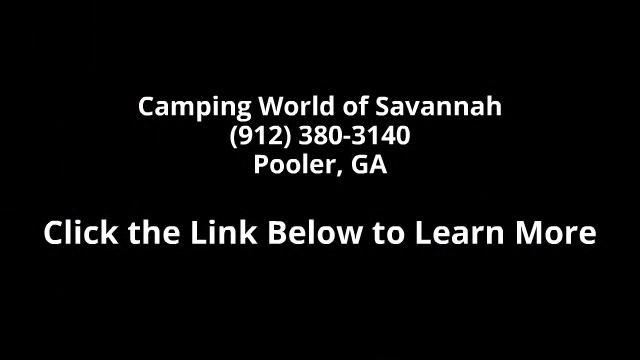 Camping World of Savannah
(912) 380-3140
Pooler, GA
Click the Link Below to Learn More